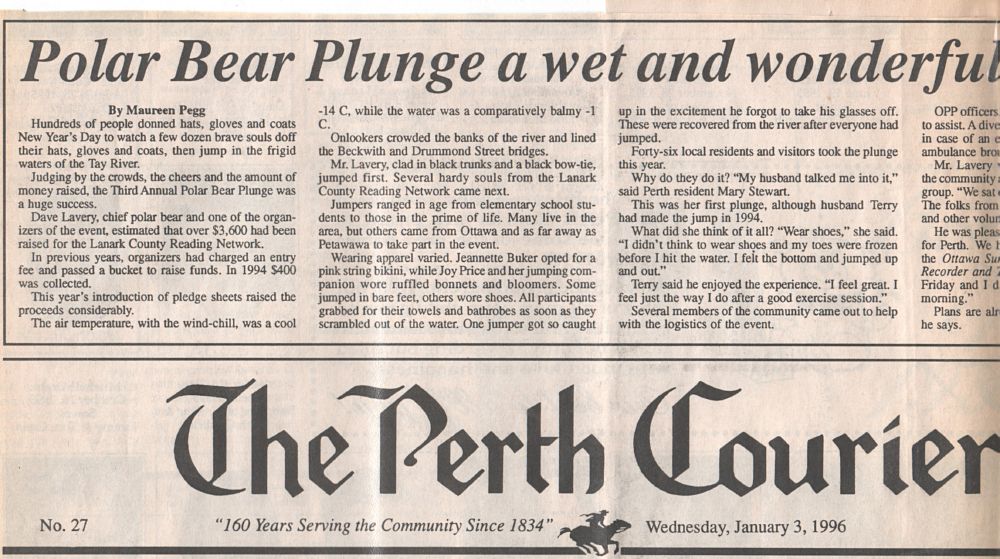 Polar Bear Plunge a wet and wonderful
By Maureen Pegg
Hundreds of people donned hats, gloves and coats
New Year's Day to watch a few dozen brave souls doff
their hats, gloves and coats, then jump in the frigid
waters of the Tay River.
Judging by the crowds, the cheers and the amount of
money raised, the Third Annual Polar Bear Plunge was
a huge success.
Dave Lavery, chief polar bear and one of the organ-
izers of the event, estimated that over $3,600 had been
raised for the Lanark County Reading Network.
In previous years, organizers had charged an entry
fee and passed a bucket to raise funds. In 1994 $400
was collected.
This year's introduction of pledge sheets raised the
proceeds considerably.
The air temperature, with the wind-chill, was a cool
-14 C, while the water was a comparatively balmy -1
C.
Onlookers crowded the banks of the river and lined
the Beckwith and Drummond Street bridges.
Mr. Lavery, clad in black trunks and a black bow-tie,
jumped first. Several hardy souls from the Lanark
County Reading Network came next.
Jumpers ranged in age from elementary school stu-
dents to those in the prime of life. Many live in the
area, but others came from Ottawa and as far away as
Petawawa to take part in the event.
Wearing apparel varied. Jeannette Buker opted for a
pink string bikini, while Joy Price and her jumping com-
panion wore ruffled bonnets and bloomers. Some
jumped in bare feet, others wore shoes. All participants
grabbed for their towels and bathrobes as soon as they
scrambled out of the water. One jumper got so caught
up in the excitement he forgot to take his glasses off.
These were recovered from the river after everyone had
jumped.
Forty-six local residents and visitors took the plunge
this year.
Why do they do it? "My husband talked me into it,"
said Perth resident Mary Stewart.
This was her first plunge, although husband Terry
had made the jump in 1994.
What did she think of it all? "Wear shoes," she said.
"I didn't think to wear shoes and my toes were frozen
before I hit the water. I felt the bottom and jumped up
and out."
Terry said he enjoyed the experience. "I feel great. I
feel just the way I do after a good exercise session."
Several members of the community came out to help
with the logistics of the event.
OPP officers
to assist. A dive
in case of an
ambulance
Mr. Lavery
the community
group. "We sat
The folks from
and other
He was
for Perth. We
the Ottawa
Recorder and
Friday and I
morning."
Plans are
he says.
The Perth Courier
No. 27
"160 Years Serving the Community Since 1834"
Wednesday, January 3, 1996